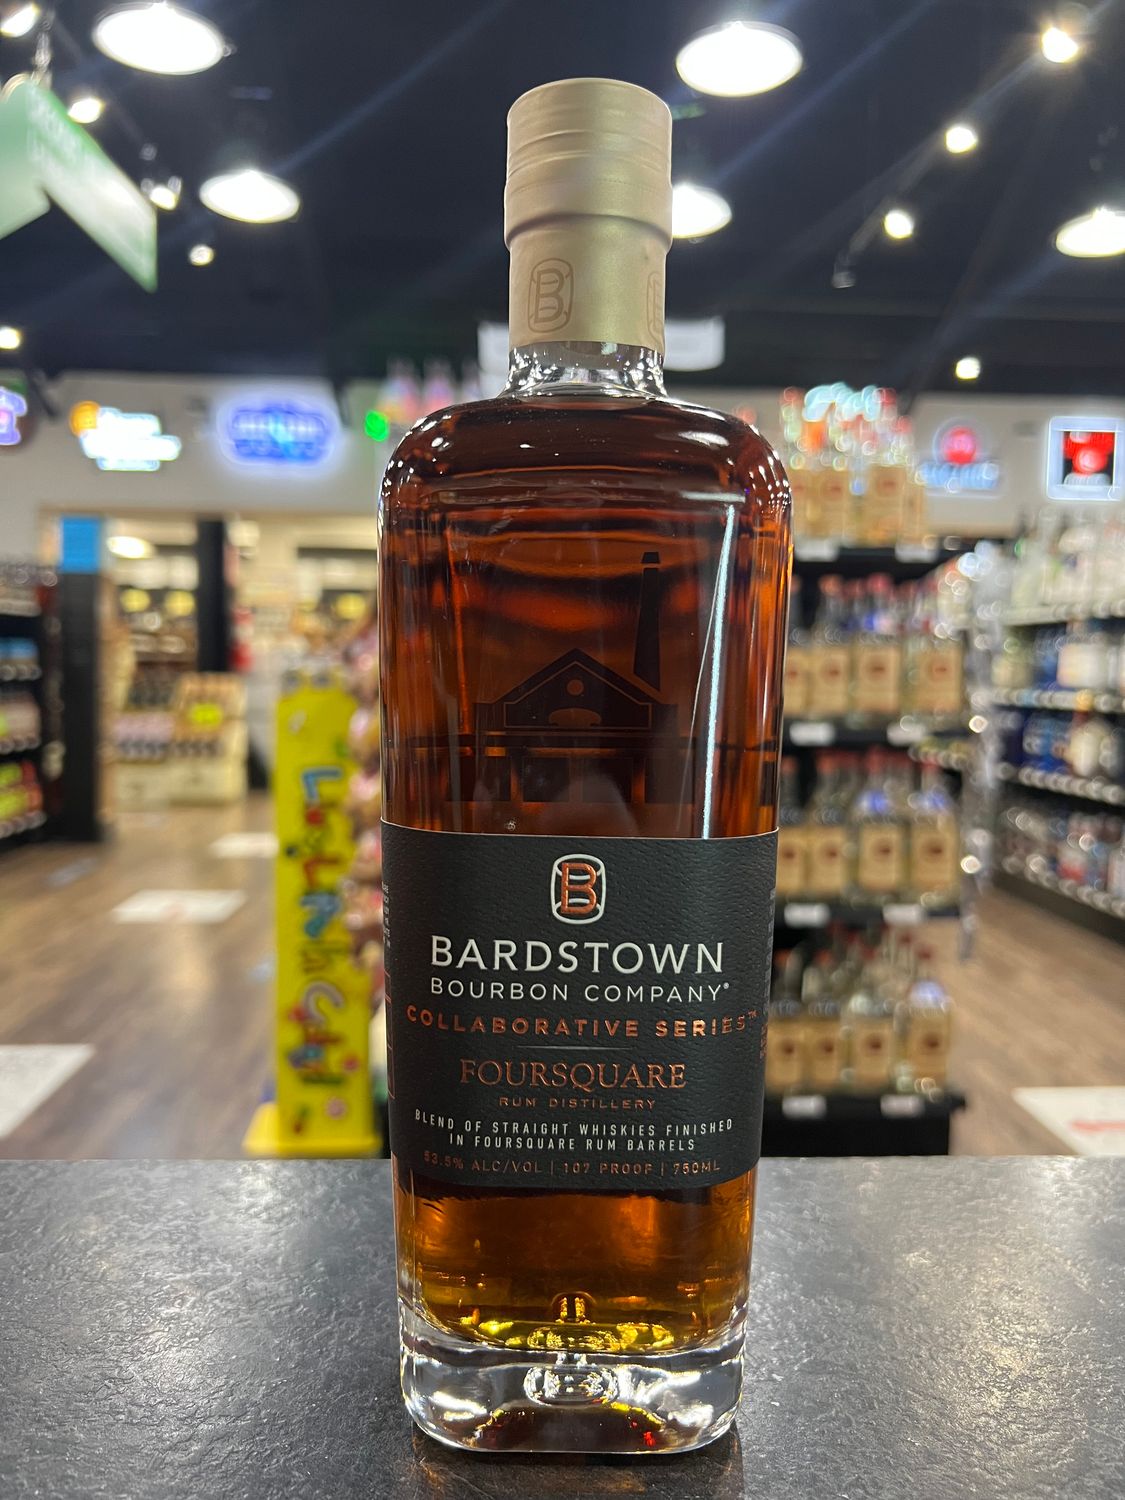 B
B
BARDSTOWN
BOURBON COMPANY®
COLLABORATIVE SERIES™
FOURSQUARE
RUM DISTILLERY
BLEND OF STRAIGHT WHISKIES FINISHED
IN FOURSQUARE RUM BARRELS
53.5% ALC/VOL | 107 PROOF | 750ML